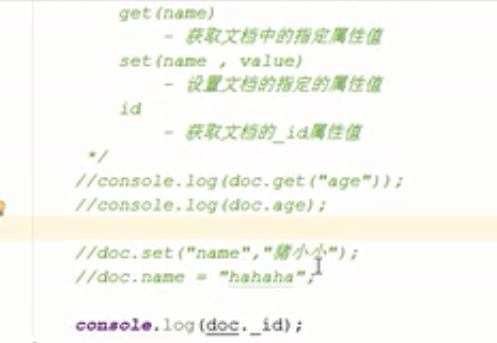 get(name)
- 获取文档中的指定属性值
set(name , value)
- 设置文档的指定的属性值
id
- 获取文档的_id属性值
*/
//console.log(doc.get("age"));
//console.log(doc.age);
//doc.set("name","猪小小");
//doc.name = "hahaha";
console.log(doc._id);